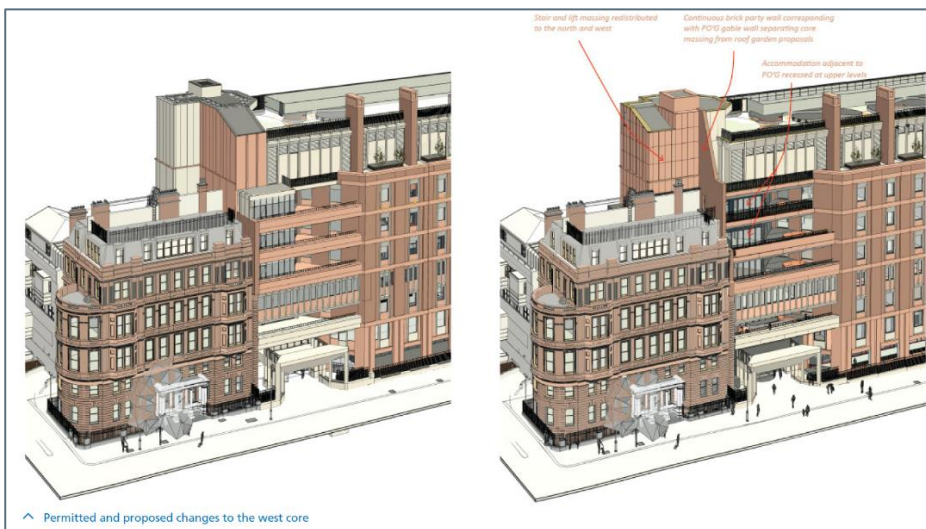 Stair and lift massing redistributed
to the north and west
Continuous brick party wall corresponding
with PO'G gable wall separating core
massing from roof garden proposals
Accommodation adjacent to
PO'G recessed at upper levels
Permitted and proposed changes to the west core